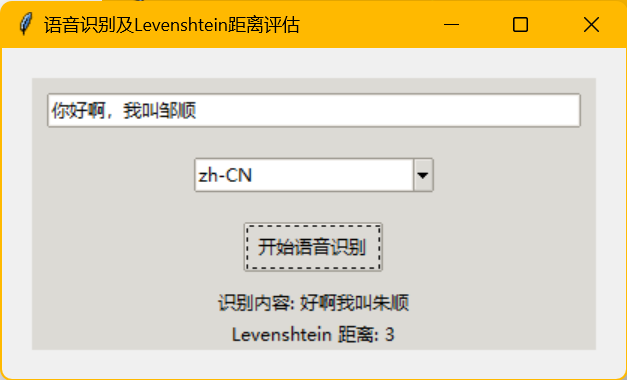 语音识别及Levenshtein距离评估
你好啊，我叫邹顺
zh-CN
开始语音识别
识别内容: 好啊我叫朱顺
Levenshtein 距离: 3